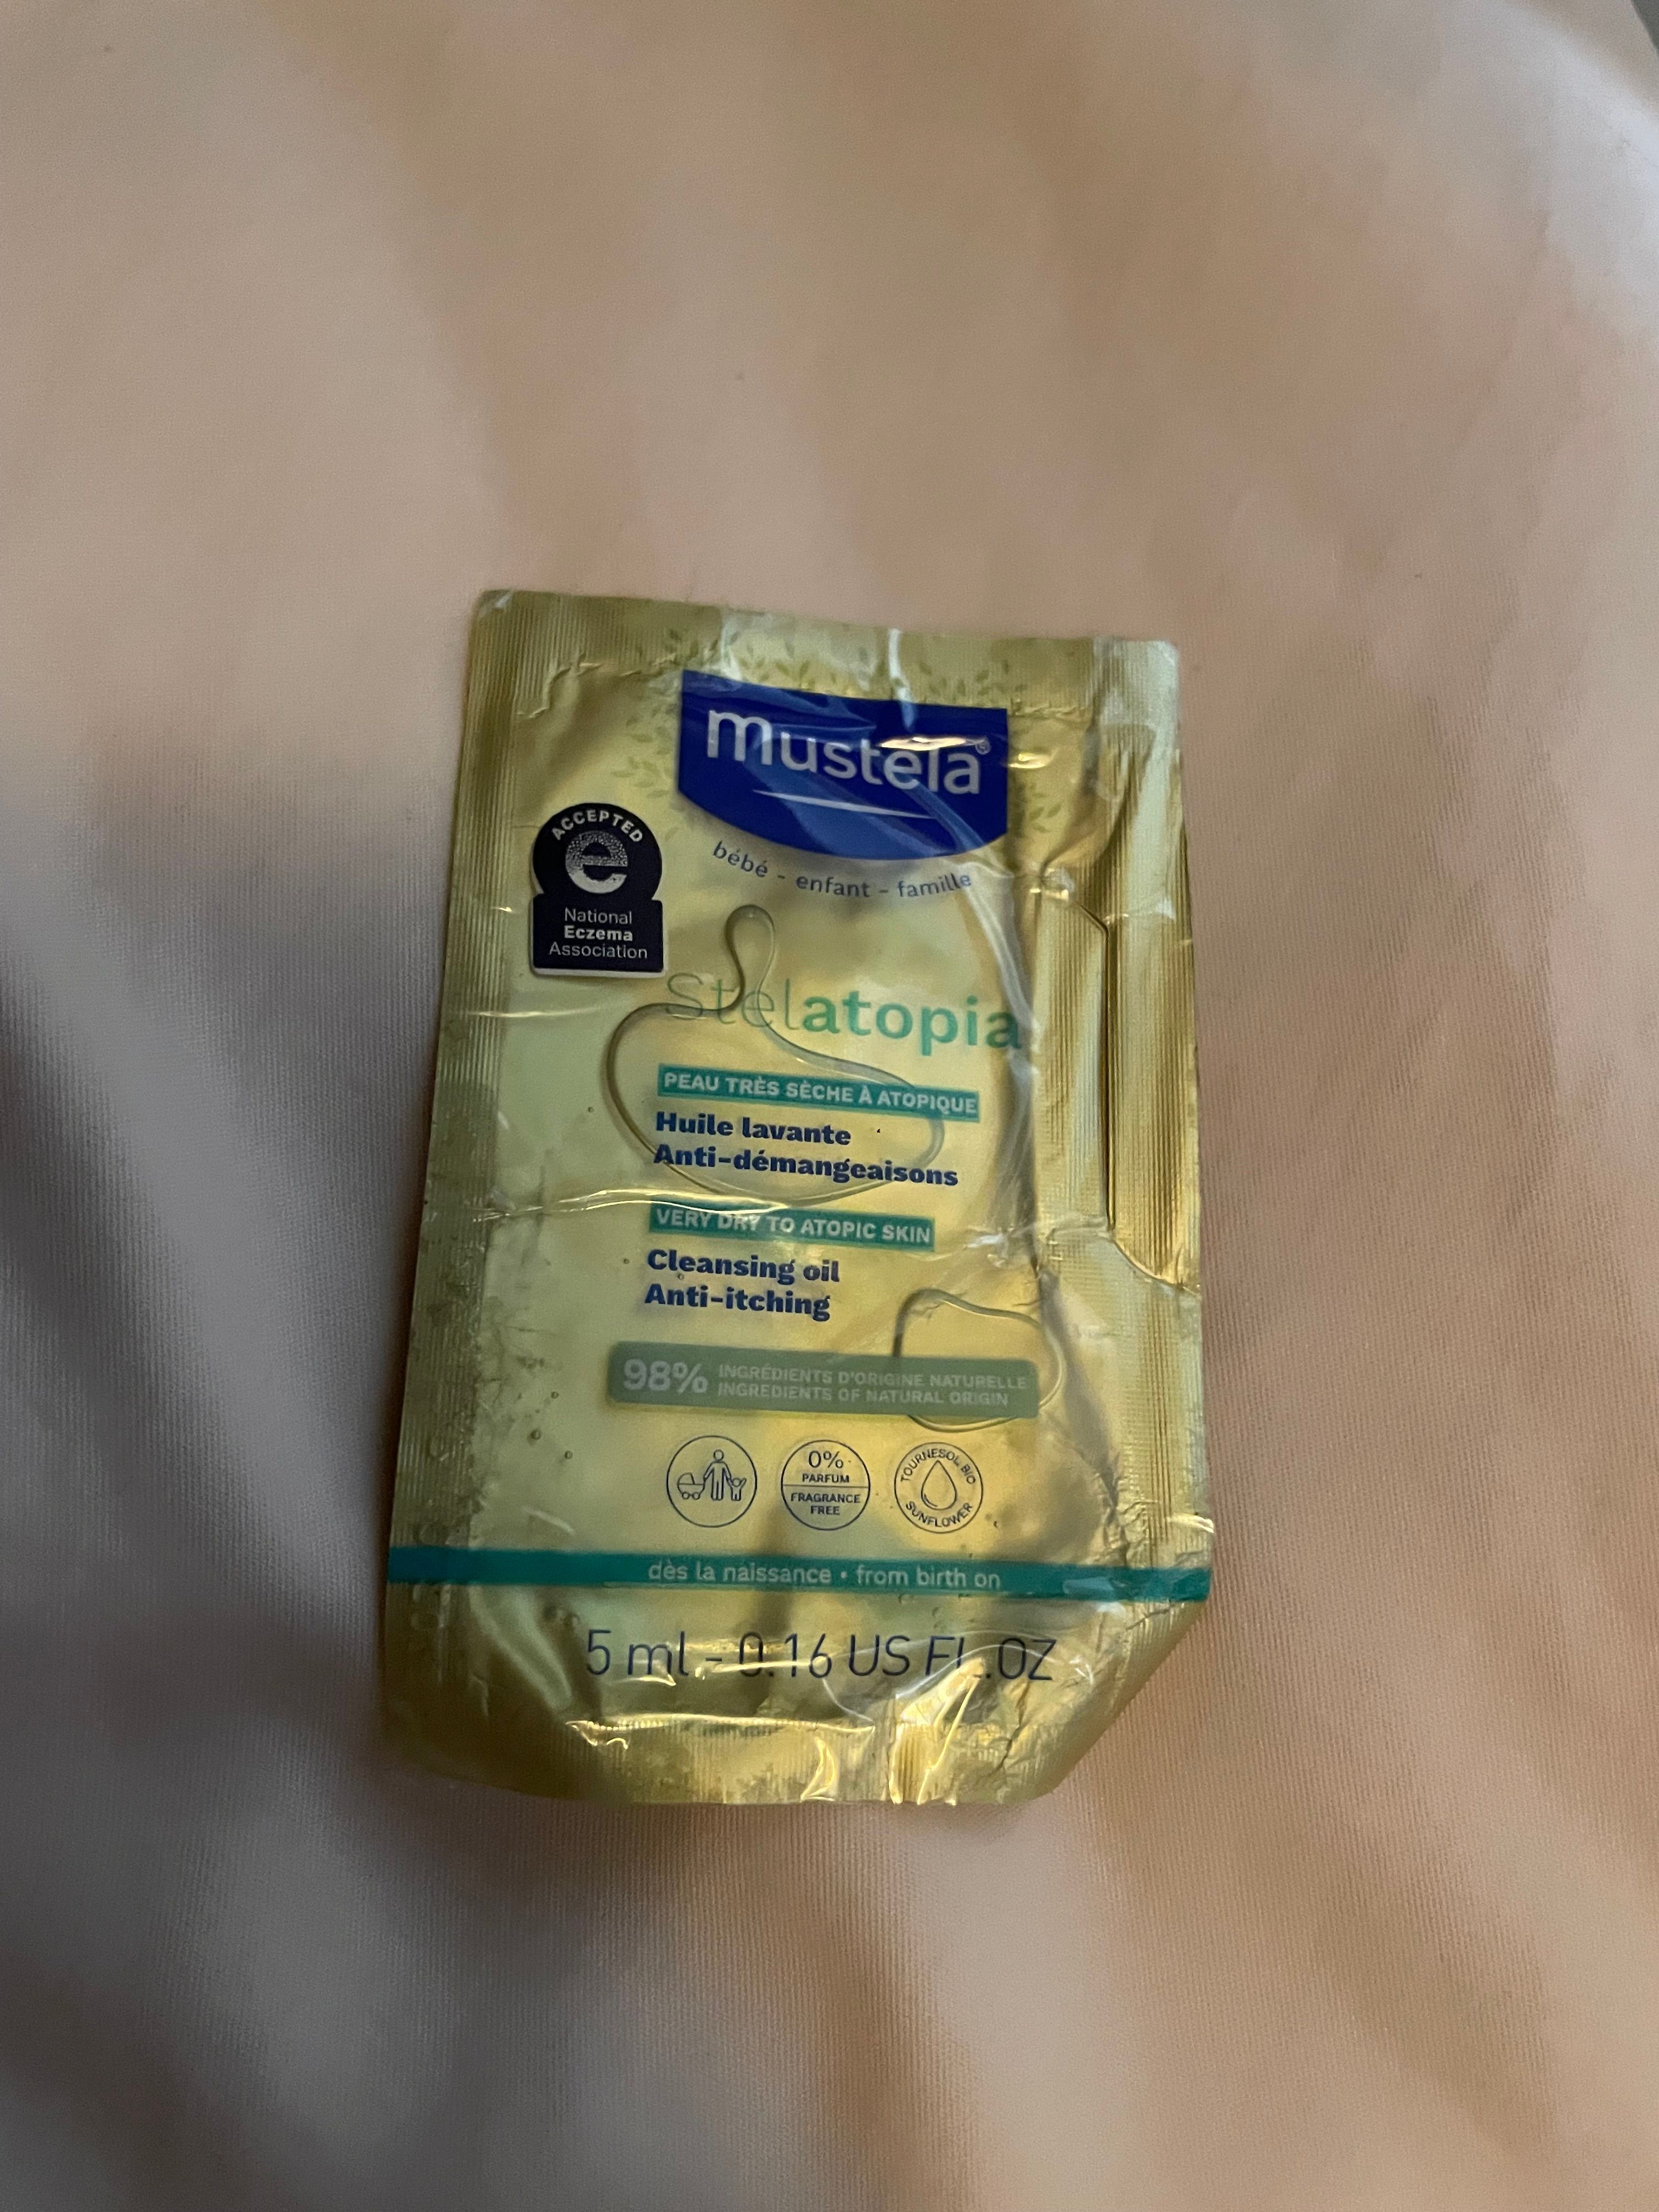 mustela®
bébé - enfant - famille
ACCEPTED
e
National
Eczema
Association
Stelatopia
PEAU TRÈS SÈCHE À ATOPIQUE
Huile lavante
Anti-démangeaisons
VERY DRY TO ATOPIC SKIN
Cleansing oil
Anti-itching
98% INGRÉDIENTS D'ORIGINE NATURELLE
INGREDIENTS OF NATURAL ORIGIN
0%
PARFUM
FRAGRANCE
FREE
TOURNESOL BIO
SUNFLOWER
dès la naissance • from birth on
5 ml - 0.16 US FL.OZ